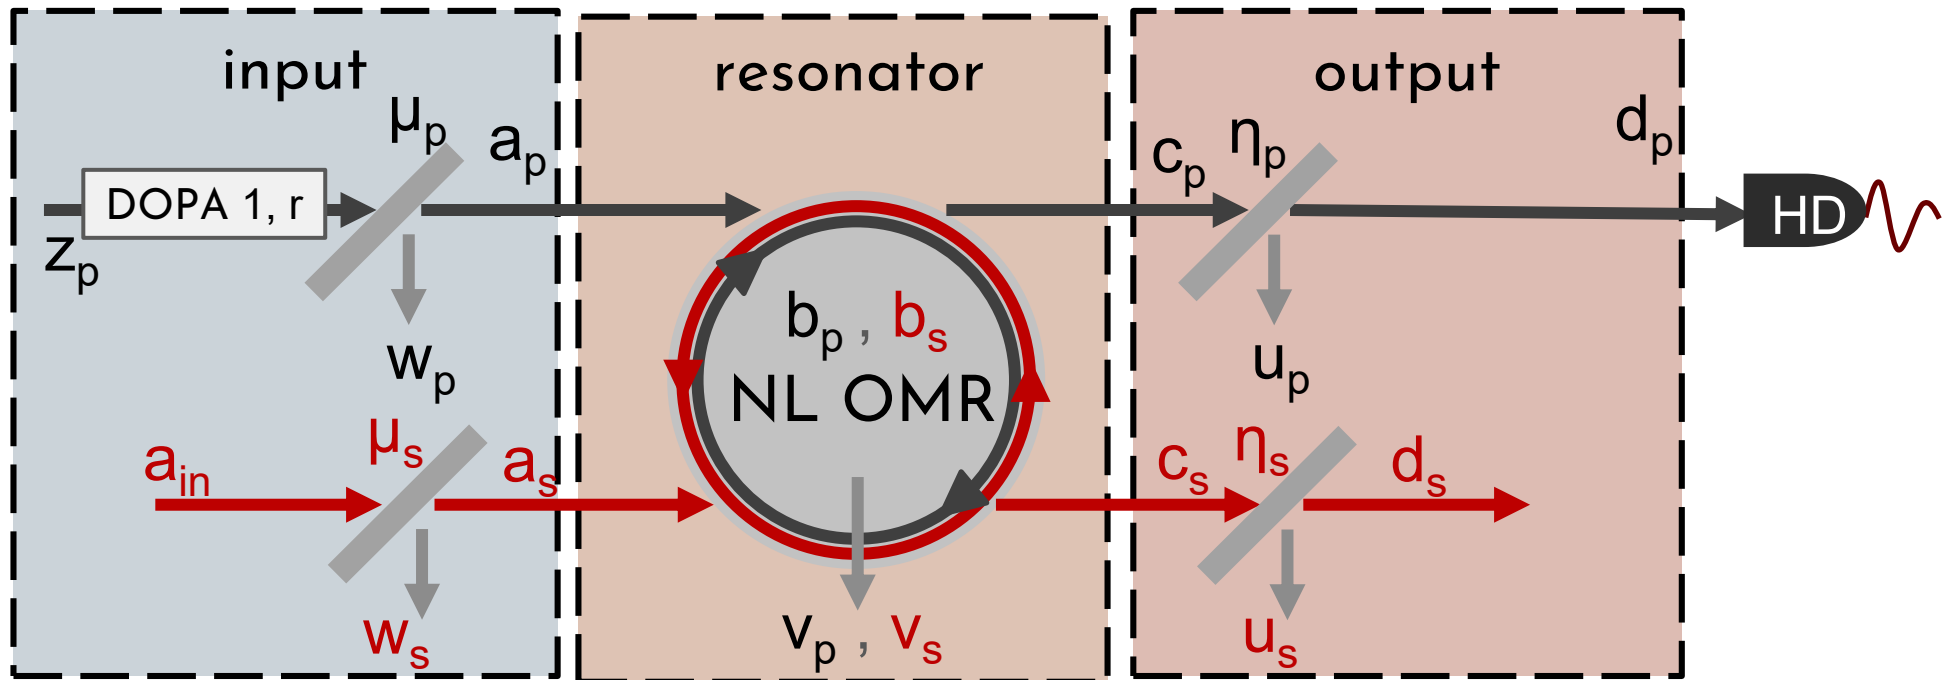 input
resonator
output
μp
ap
cp
ηp
dp
DOPA 1, r
HD
zp
bp , bs
wp
NL OMR
up
ain
μs
as
cs
ηs
ds
ws
vp , vs
us